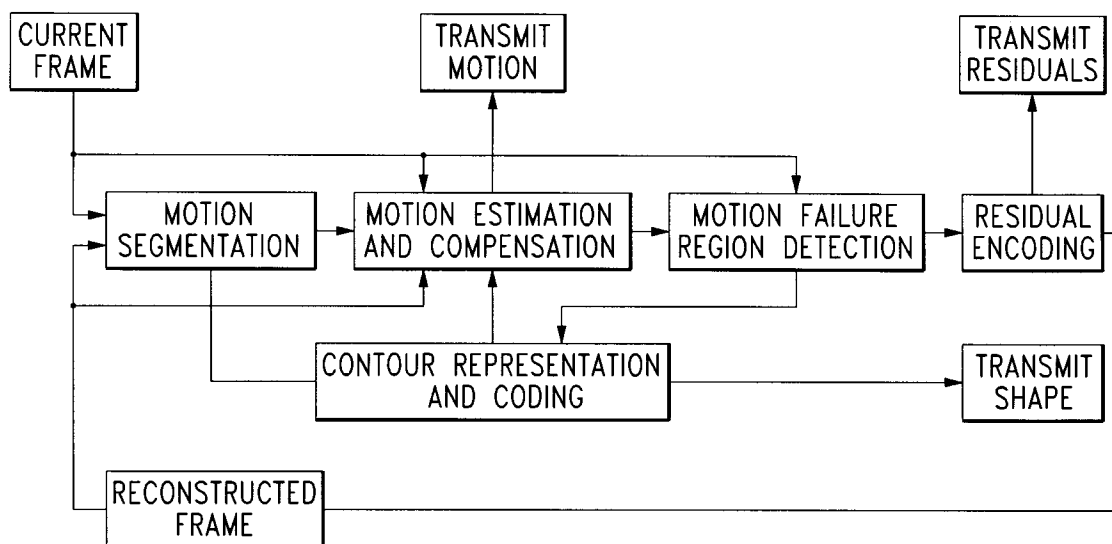 CURRENT
FRAME
TRANSMIT
MOTION
TRANSMIT
RESIDUALS
MOTION
SEGMENTATION
MOTION ESTIMATION
AND COMPENSATION
MOTION FAILURE
REGION DETECTION
RESIDUAL
ENCODING
CONTOUR REPRESENTATION
AND CODING
TRANSMIT
SHAPE
RECONSTRUCTED
FRAME